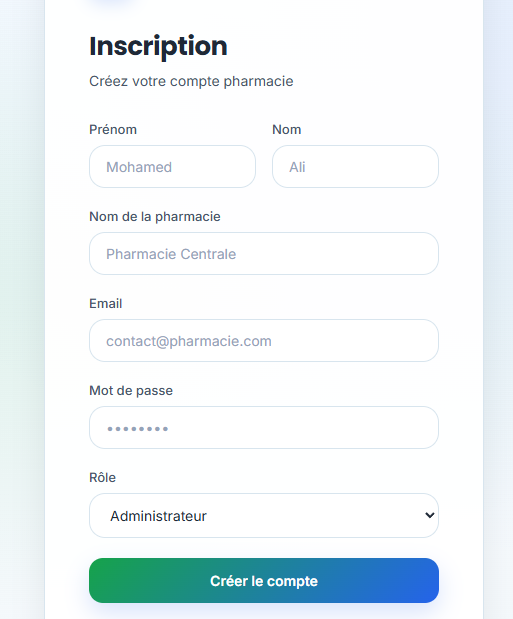 Inscription
Créez votre compte pharmacie
Prénom Nom
Mohamed Ali
Nom de la pharmacie
Pharmacie Centrale
Email
contact@pharmacie.com
Mot de passe
••••••••
Rôle
Administrateur
Créer le compte